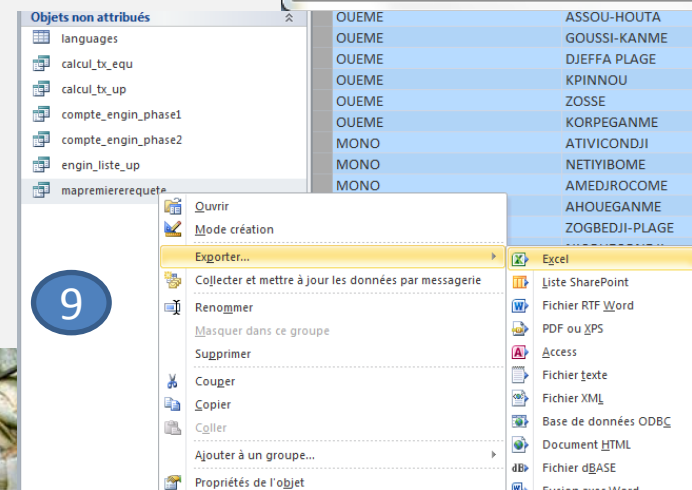 Objets non attribués
languages
calcul_tx_equ
calcul_tx_up
compte_engin_phase1
compte_engin_phase2
engin_liste_up
mapremiererequete
OUEME ASSOU-HOUTA
OUEME GOUSSI-KANME
OUEME DJEFFA PLAGE
OUEME KPINNOU
OUEME ZOSSE
OUEME KORPEGANME
MONO ATIVICONDJI
MONO NETIYIBOME
MONO AMEDJROCOME
AHOUEGANME
ZOGBEDJI-PLAGE
Ouvrir
Mode création
Exporter...
Collecter et mettre à jour les données par messagerie
Renommer
Masquer dans ce groupe
Supprimer
Couper
Copier
Coller
Ajouter à un groupe...
Propriétés de l'objet
Excel
Liste SharePoint
Fichier RTF Word
PDF ou XPS
Access
Fichier texte
Fichier XML
Base de données ODBC
Document HTML
Fichier dBASE
Fusion avec Word
9